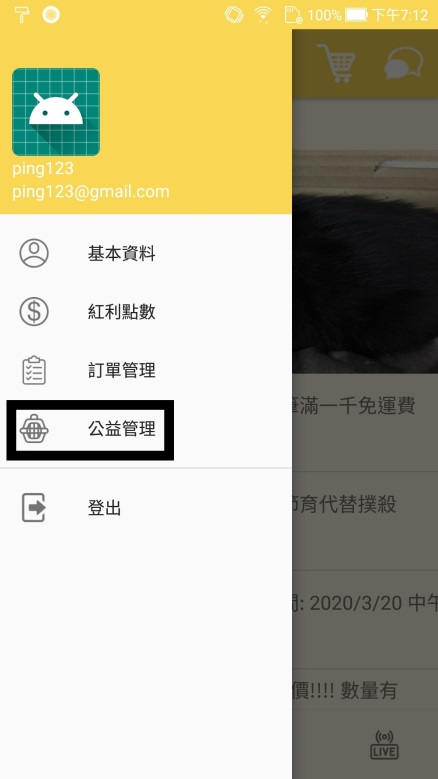 100% 下午7:12
ping123
ping123@gmail.com
基本資料
紅利點數
訂單管理
公益管理
登出
滿一千免運費
節育代替撲殺
: 2020/3/20 中午
價!!!! 數量有
LIVE